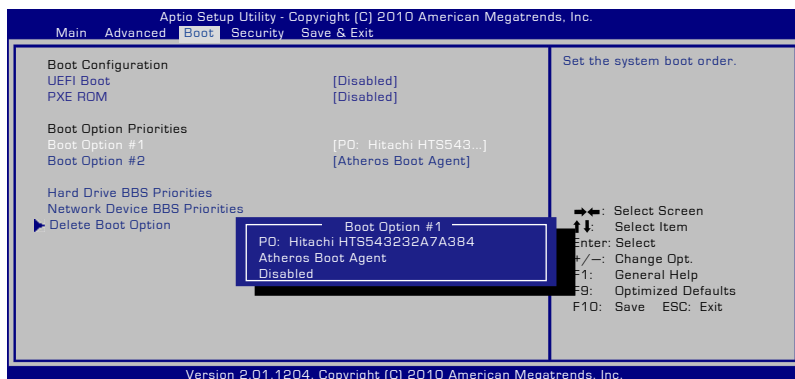 Aptio Setup Utility - Copyright (C) 2010 American Megatrends, Inc.
Main Advanced Boot Security Save & Exit
Boot Configuration
UEFI Boot [Disabled]
PXE ROM [Disabled]
Boot Option Priorities
Boot Option #1 [P0: Hitachi HTS543...]
Boot Option #2 [Atheros Boot Agent]
Hard Drive BBS Priorities
Network Device BBS Priorities
Delete Boot Option
Boot Option #1
P0: Hitachi HTS543232A7A384
Atheros Boot Agent
Disabled
Set the system boot order.
→←: Select Screen
↑↓: Select Item
Enter: Select
+/—: Change Opt.
F1: General Help
F9: Optimized Defaults
F10: Save ESC: Exit
Version 2.01.1204. Copyright (C) 2010 American Megatrends, Inc.